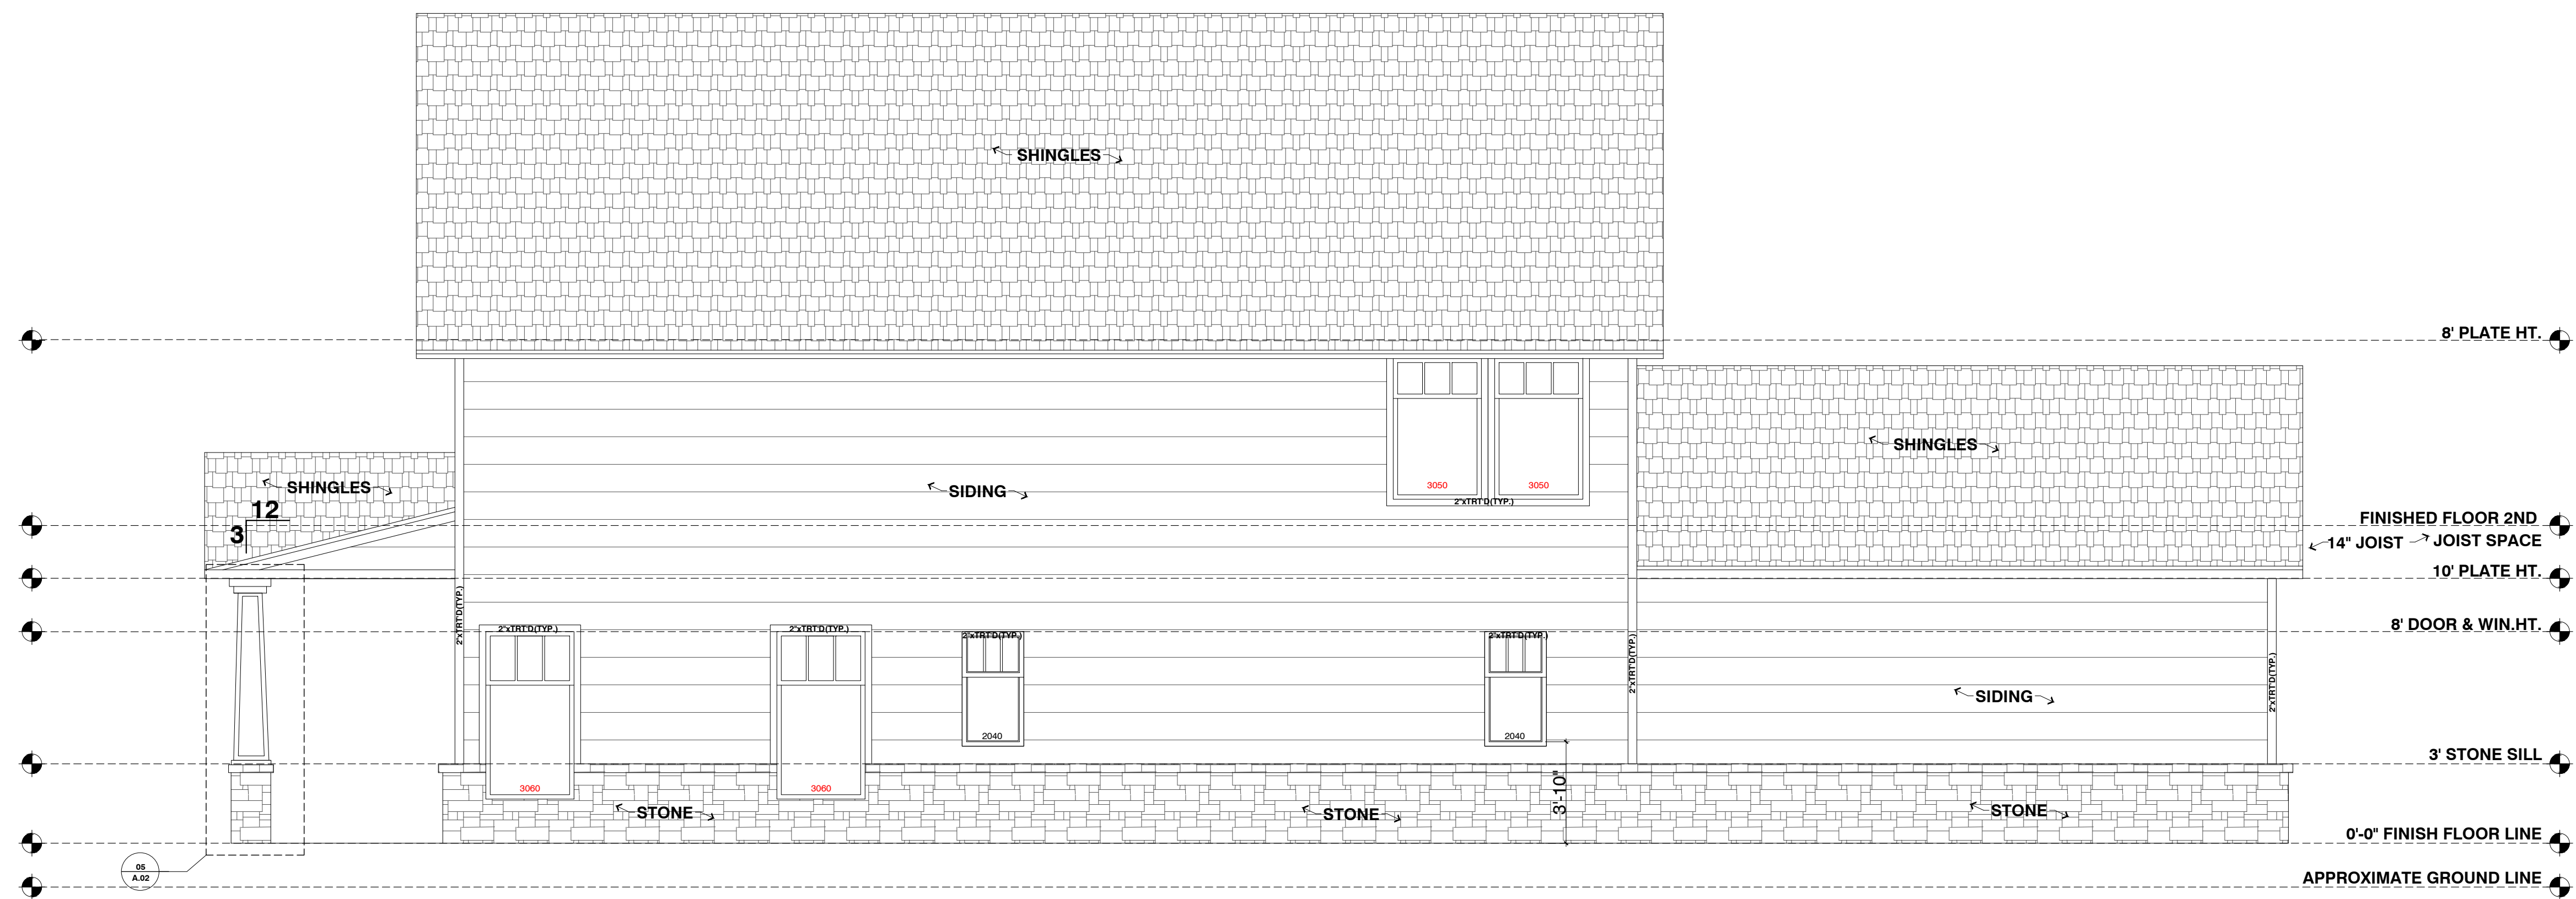 SHINGLES
8' PLATE HT.
SHINGLES
SHINGLES
12
3
SIDING
3050
3050
2"xTRT'D(TYP.)
FINISHED FLOOR 2ND
14" JOIST
JOIST SPACE
10' PLATE HT.
2"xTRT'D(TYP.)
2"xTRT'D(TYP.)
2"xTRT'D(TYP.)
2"xTRT'D(TYP.)
2"xTRT'D(TYP.)
8' DOOR & WIN.HT.
2"xTRT'D(TYP.)
2"xTRT'D(TYP.)
SIDING
2040
2040
3' STONE SILL
3060
3060
3'-10"
STONE
STONE
STONE
0'-0" FINISH FLOOR LINE
05
A.02
APPROXIMATE GROUND LINE